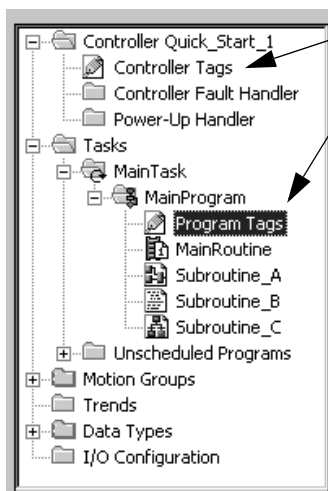 Controller Quick_Start_1
Controller Tags
Controller Fault Handler
Power-Up Handler
Tasks
MainTask
MainProgram
Program Tags
MainRoutine
Subroutine_A
Subroutine_B
Subroutine_C
Unscheduled Programs
Motion Groups
Trends
Data Types
I/O Configuration